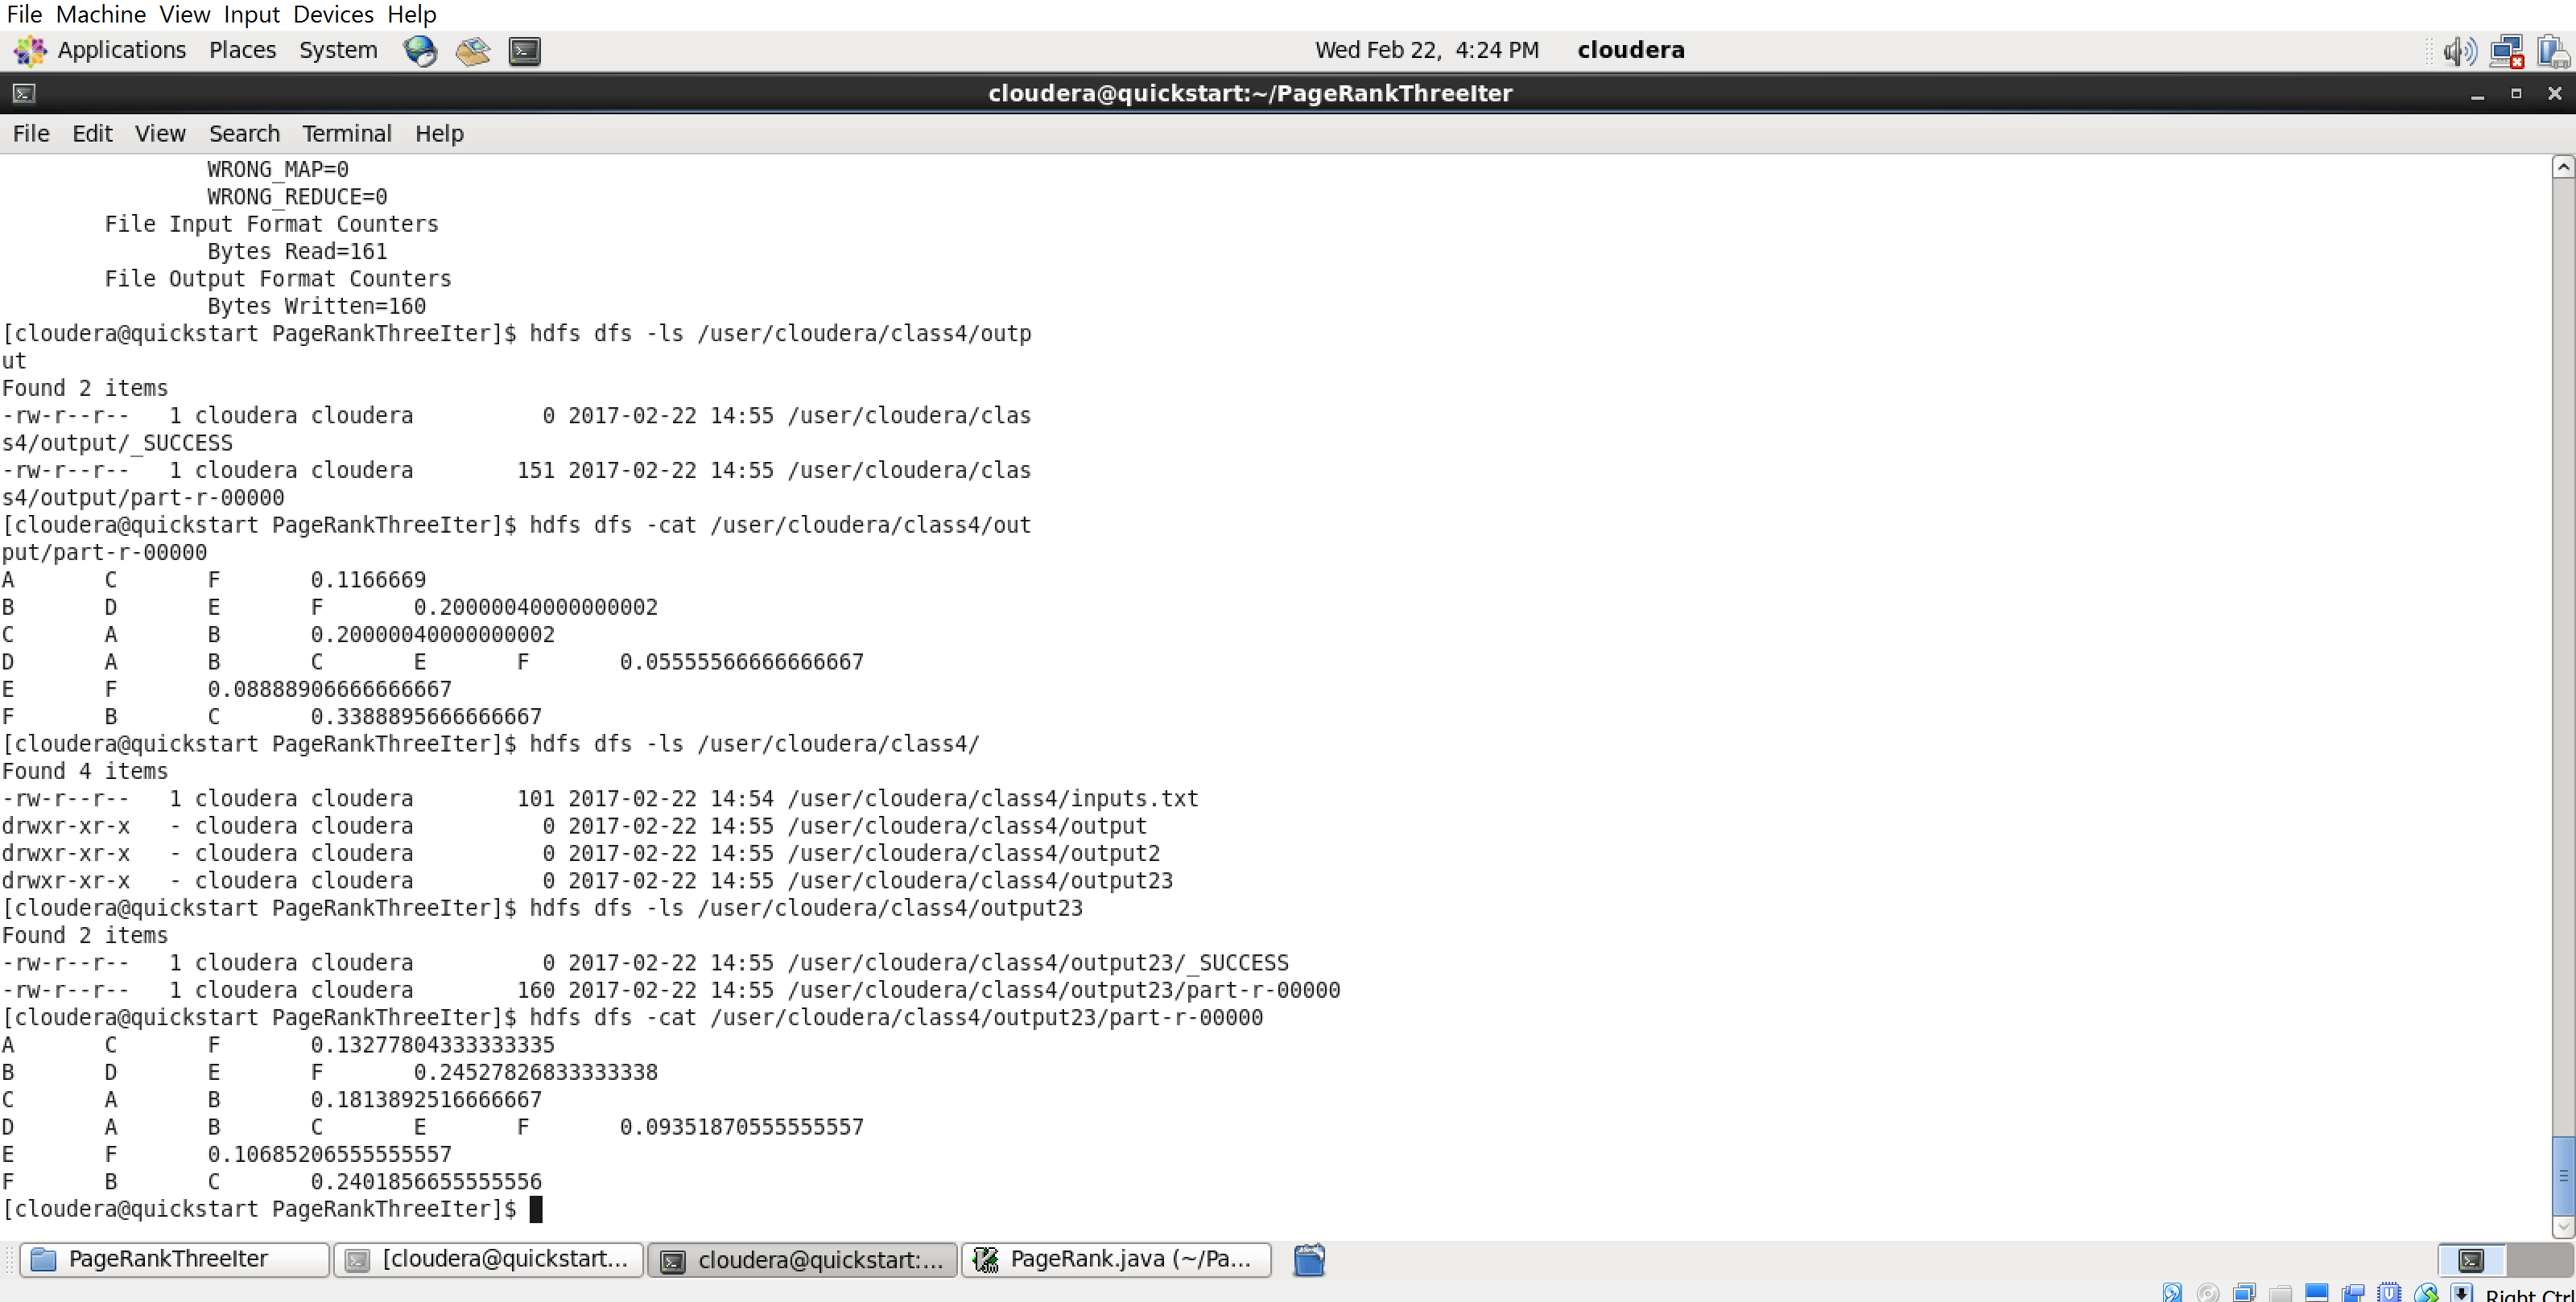 File Machine View Input Devices Help
Applications Places System Wed Feb 22, 4:24 PM cloudera
cloudera@quickstart:~/PageRankThreeIter
File Edit View Search Terminal Help
WRONG_MAP=0
WRONG_REDUCE=0
File Input Format Counters
Bytes Read=161
File Output Format Counters
Bytes Written=160
[cloudera@quickstart PageRankThreeIter]$ hdfs dfs -ls /user/cloudera/class4/outp
ut
Found 2 items
-rw-r--r-- 1 cloudera cloudera 0 2017-02-22 14:55 /user/cloudera/clas
s4/output/_SUCCESS
-rw-r--r-- 1 cloudera cloudera 151 2017-02-22 14:55 /user/cloudera/clas
s4/output/part-r-00000
[cloudera@quickstart PageRankThreeIter]$ hdfs dfs -cat /user/cloudera/class4/out
put/part-r-00000
A C F 0.1166669
B D E F 0.20000040000000002
C A B 0.20000040000000002
D A B C E F 0.05555566666666667
E F 0.08888906666666667
F B C 0.3388895666666667
[cloudera@quickstart PageRankThreeIter]$ hdfs dfs -ls /user/cloudera/class4/
Found 4 items
-rw-r--r-- 1 cloudera cloudera 101 2017-02-22 14:54 /user/cloudera/class4/inputs.txt
drwxr-xr-x - cloudera cloudera 0 2017-02-22 14:55 /user/cloudera/class4/output
drwxr-xr-x - cloudera cloudera 0 2017-02-22 14:55 /user/cloudera/class4/output2
drwxr-xr-x - cloudera cloudera 0 2017-02-22 14:55 /user/cloudera/class4/output23
[cloudera@quickstart PageRankThreeIter]$ hdfs dfs -ls /user/cloudera/class4/output23
Found 2 items
-rw-r--r-- 1 cloudera cloudera 0 2017-02-22 14:55 /user/cloudera/class4/output23/_SUCCESS
-rw-r--r-- 1 cloudera cloudera 160 2017-02-22 14:55 /user/cloudera/class4/output23/part-r-00000
[cloudera@quickstart PageRankThreeIter]$ hdfs dfs -cat /user/cloudera/class4/output23/part-r-00000
A C F 0.13277804333333335
B D E F 0.24527826833333338
C A B 0.1813892516666667
D A B C E F 0.09351870555555557
E F 0.10685206555555557
F B C 0.2401856655555556
[cloudera@quickstart PageRankThreeIter]$
PageRankThreeIter [cloudera@quickstart... cloudera@quickstart:... PageRank.java (~/Pa...
Right Ctrl